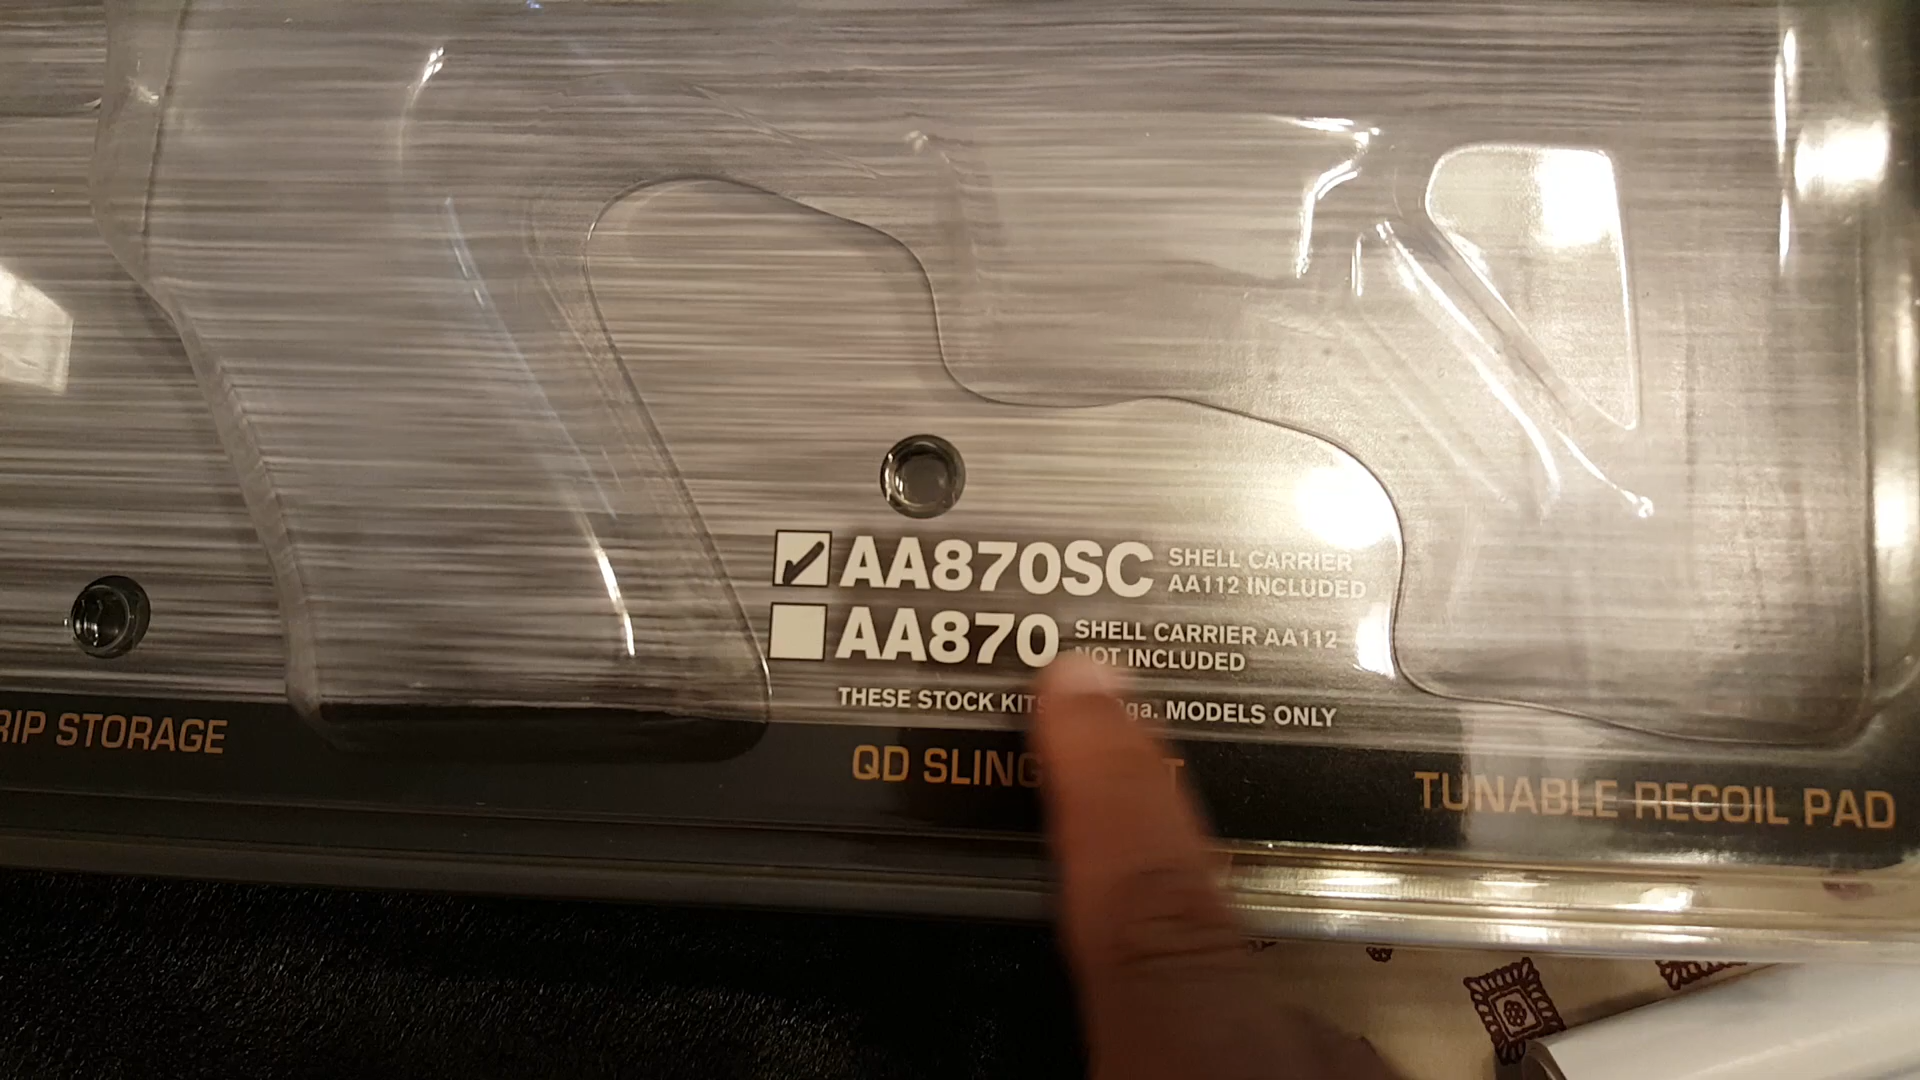 AA870SC SHELL CARRIER
AA112 INCLUDED
AA870 SHELL CARRIER AA112
NOT INCLUDED
THESE STOCK KITS ga. MODELS ONLY
RIP STORAGE
QD SLING
TUNABLE RECOIL PAD